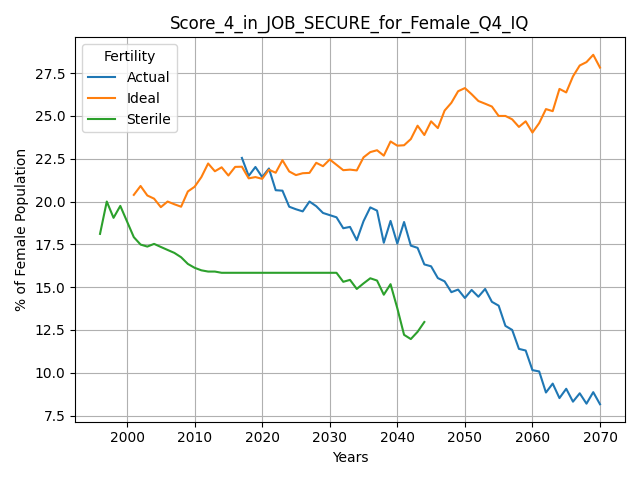 Score_4_in_JOB_SECURE_for_Female_Q4_IQ
Fertility
Actual
Ideal
Sterile
% of Female Population
27.5
25.0
22.5
20.0
17.5
15.0
12.5
10.0
7.5
2000 2010 2020 2030 2040 2050 2060 2070
Years